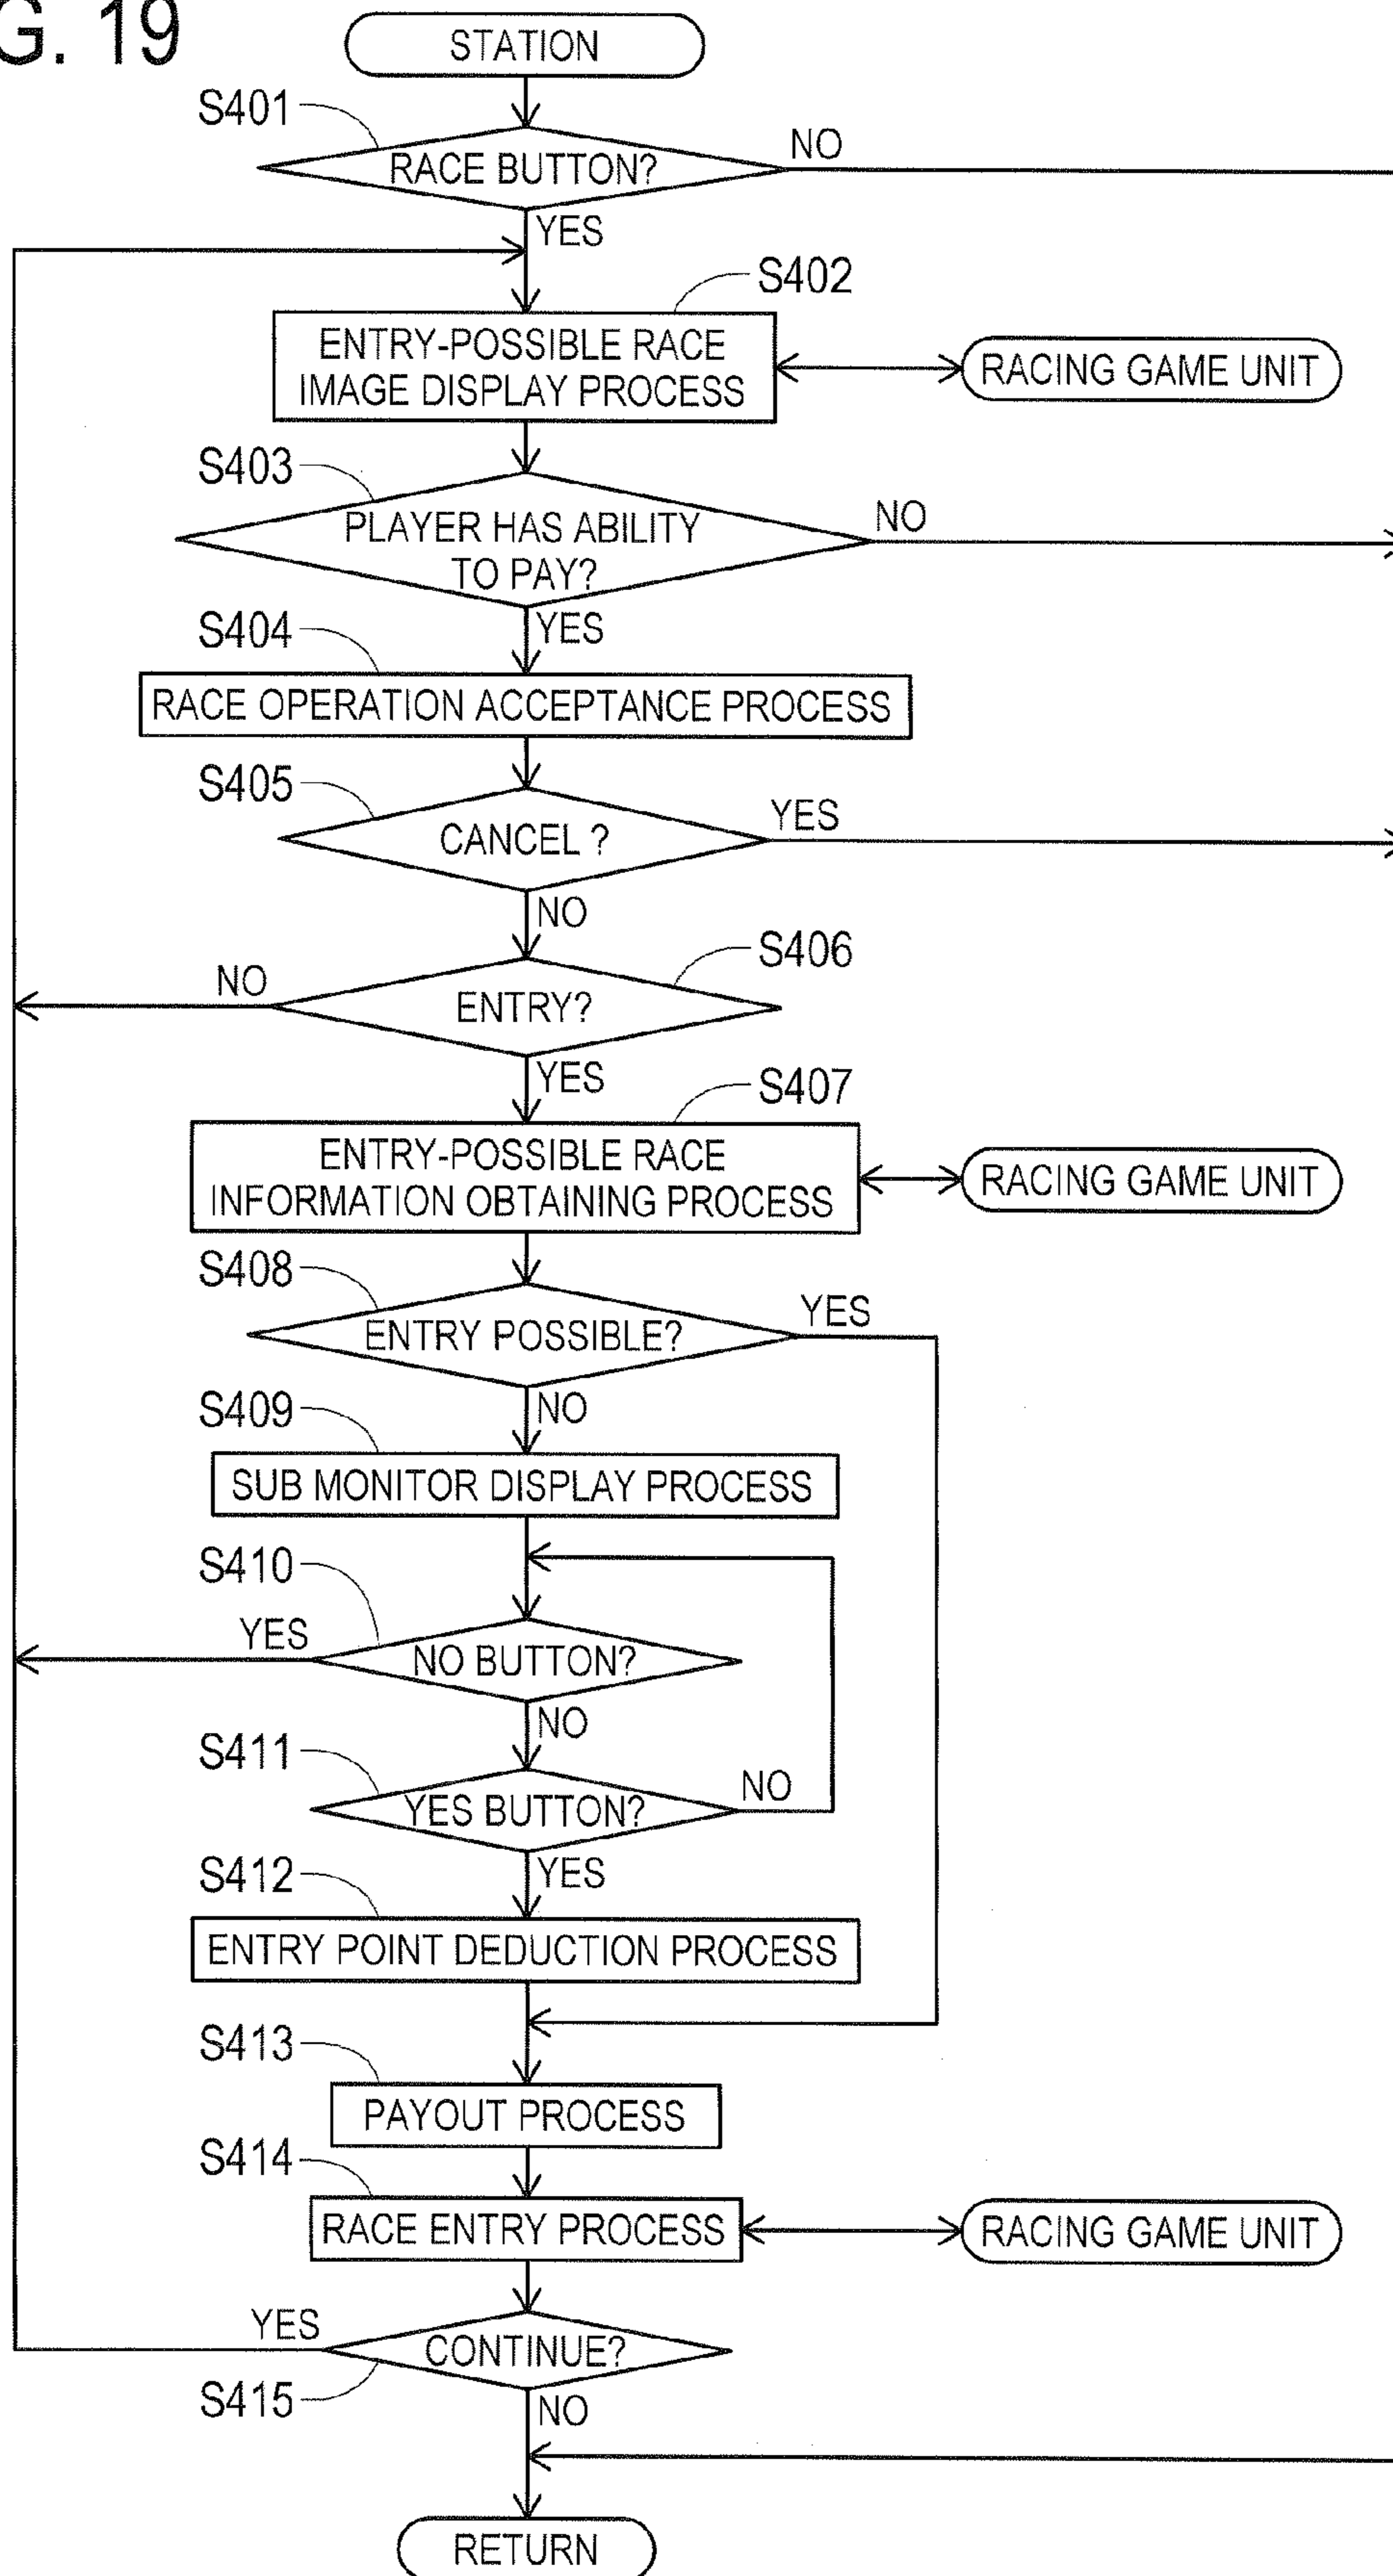 G. 19
STATION
S401
RACE BUTTON?
NO
YES
S402
ENTRY-POSSIBLE RACE
IMAGE DISPLAY PROCESS
RACING GAME UNIT
S403
PLAYER HAS ABILITY
TO PAY?
NO
YES
S404
RACE OPERATION ACCEPTANCE PROCESS
S405
CANCEL ?
YES
NO
S406
ENTRY?
NO
YES
S407
ENTRY-POSSIBLE RACE
INFORMATION OBTAINING PROCESS
RACING GAME UNIT
S408
ENTRY POSSIBLE?
YES
NO
S409
SUB MONITOR DISPLAY PROCESS
S410
NO BUTTON?
YES
NO
S411
YES BUTTON?
NO
YES
S412
ENTRY POINT DEDUCTION PROCESS
S413
PAYOUT PROCESS
S414
RACE ENTRY PROCESS
RACING GAME UNIT
YES
CONTINUE?
S415
NO
RETURN